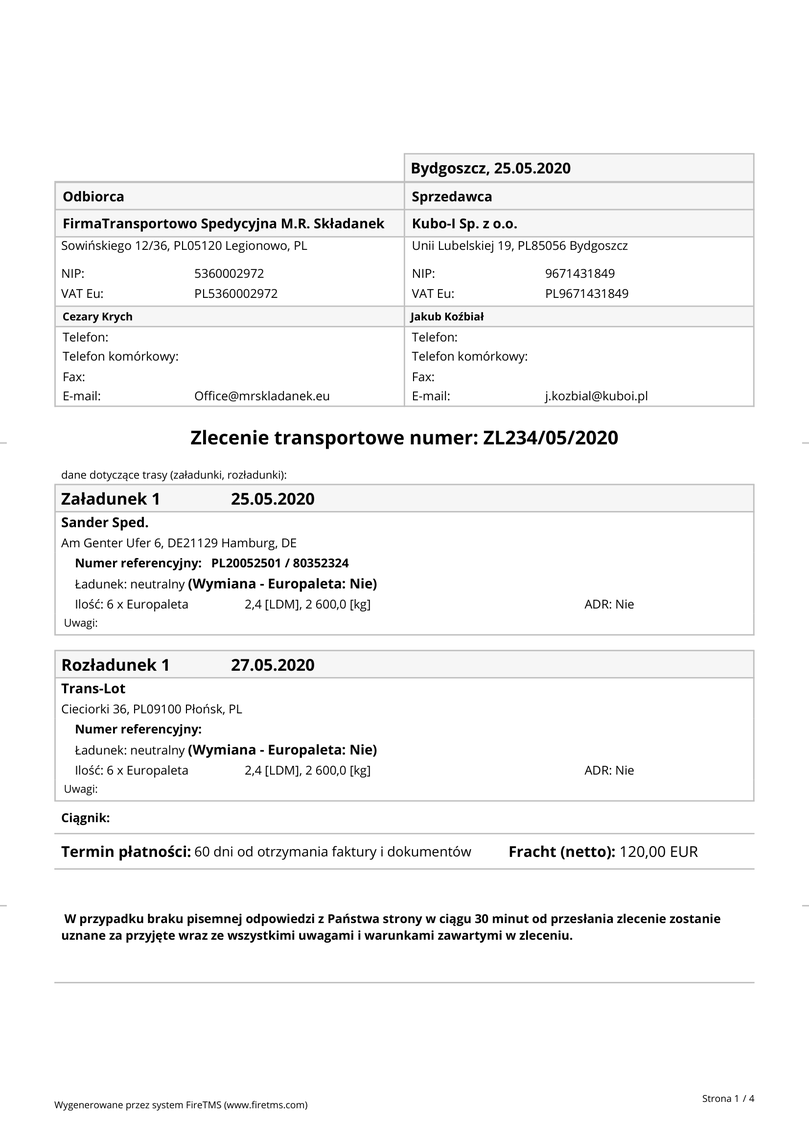 Bydgoszcz, 25.05.2020
Odbiorca Sprzedawca
FirmaTransportowo Spedycyjna M.R. Składanek Kubo-I Sp. z o.o.
Sowińskiego 12/36, PL05120 Legionowo, PL Unii Lubelskiej 19, PL85056 Bydgoszcz
NIP: 5360002972 NIP: 9671431849
VAT Eu: PL5360002972 VAT Eu: PL9671431849
Cezary Krych Jakub Koźbiał
Telefon: Telefon:
Telefon komórkowy: Telefon komórkowy:
Fax: Fax:
E-mail: Office@mrskladanek.eu E-mail: j.kozbial@kuboi.pl
Zlecenie transportowe numer: ZL234/05/2020
dane dotyczące trasy (załadunki, rozładunki):
Załadunek 1 25.05.2020
Sander Sped.
Am Genter Ufer 6, DE21129 Hamburg, DE
Numer referencyjny: PL20052501 / 80352324
Ładunek: neutralny (Wymiana - Europaleta: Nie)
Ilość: 6 x Europaleta 2,4 [LDM], 2 600,0 [kg] ADR: Nie
Uwagi:
Rozładunek 1 27.05.2020
Trans-Lot
Cieciorki 36, PL09100 Płońsk, PL
Numer referencyjny:
Ładunek: neutralny (Wymiana - Europaleta: Nie)
Ilość: 6 x Europaleta 2,4 [LDM], 2 600,0 [kg] ADR: Nie
Uwagi:
Ciągnik:
Termin płatności: 60 dni od otrzymania faktury i dokumentów Fracht (netto): 120,00 EUR
W przypadku braku pisemnej odpowiedzi z Państwa strony w ciągu 30 minut od przesłania zlecenie zostanie
uznane za przyjęte wraz ze wszystkimi uwagami i warunkami zawartymi w zleceniu.
Wygenerowane przez system FireTMS (www.firetms.com) Strona 1 / 4